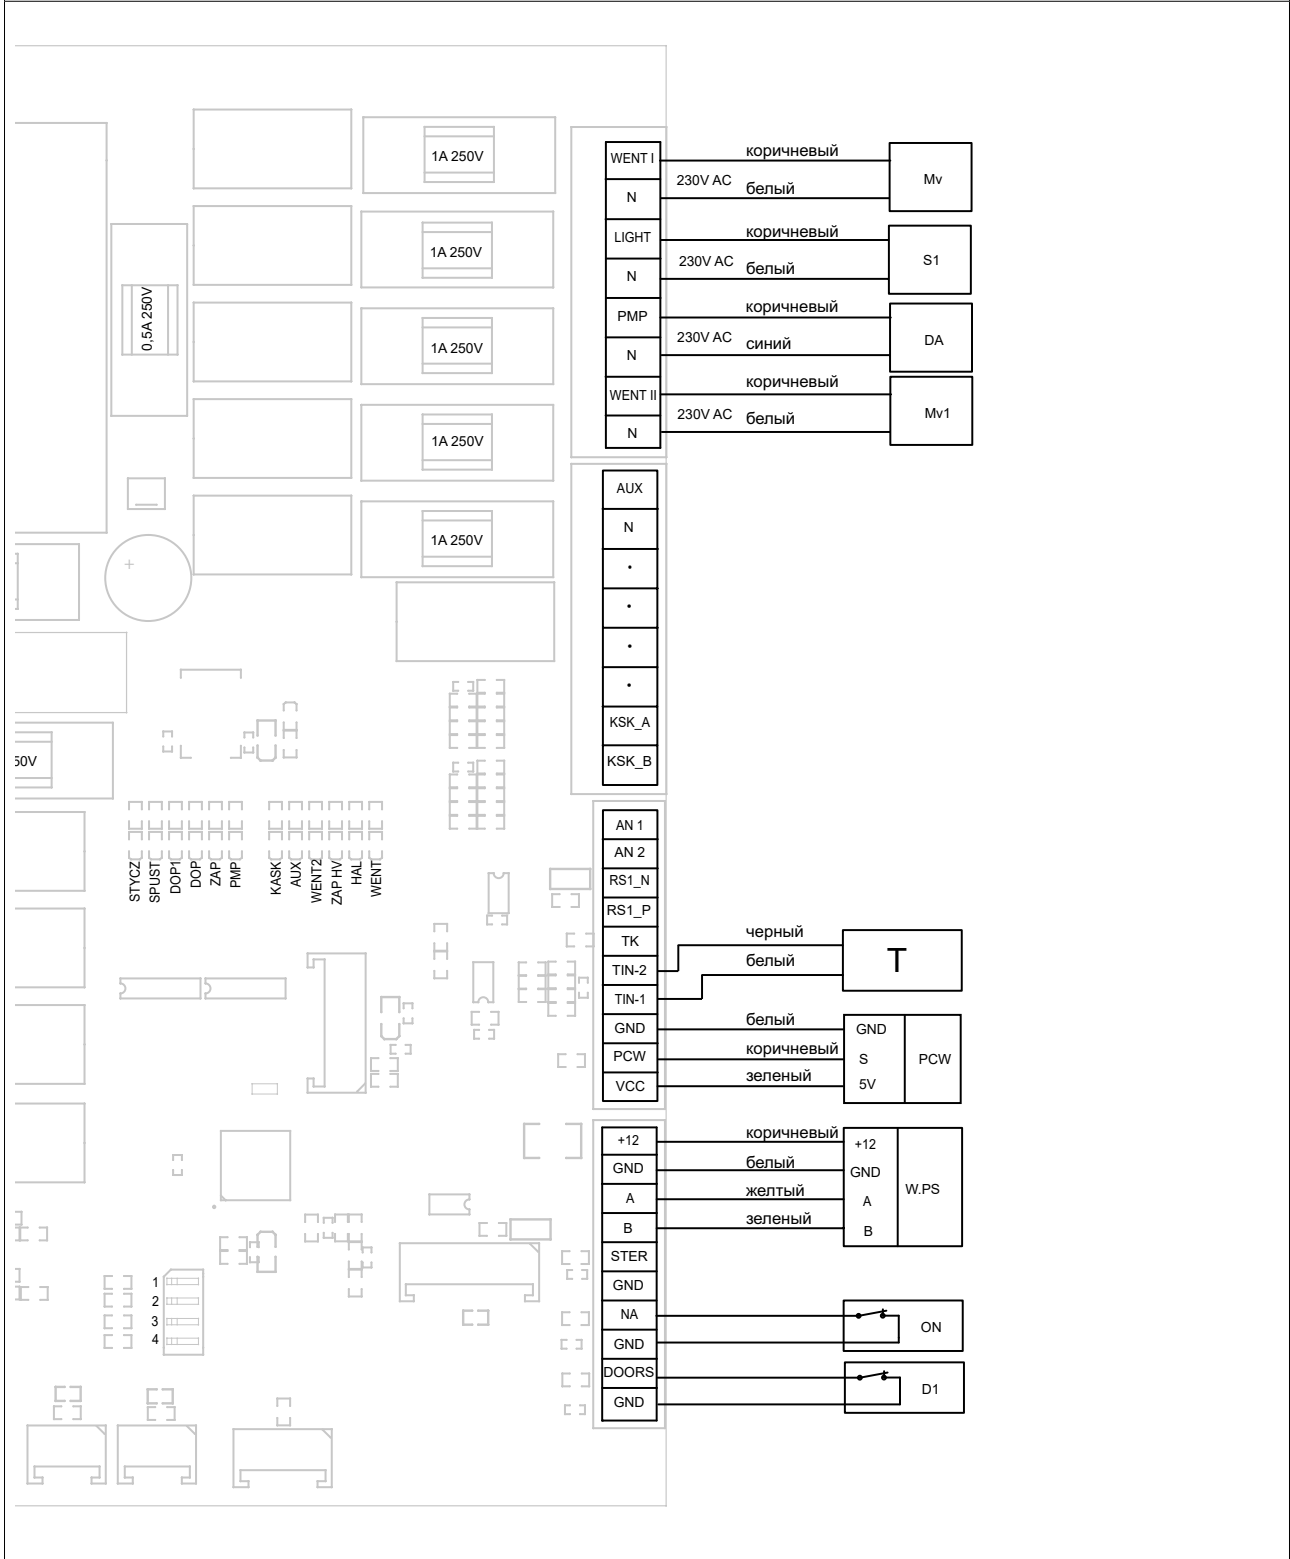 1A 250V
1A 250V
1A 250V
1A 250V
1A 250V
0,5A 250V
50V
WENT I
N
LIGHT
N
PMP
N
WENT II
N
230V AC
230V AC
230V AC
230V AC
коричневый
белый
коричневый
белый
коричневый
синий
коричневый
белый
Mv
S1
DA
Mv1
AUX
N
KSK_A
KSK_B
STYCZ
SPUST
DOP1
DOP
ZAP
PMP
KASK
AUX
WENT2
ZAP HV
HAL
WENT
AN 1
AN 2
RS1_N
RS1_P
TK
TIN-2
TIN-1
GND
PCW
VCC
черный
белый
T
белый
коричневый
зеленый
GND
S
5V
PCW
+12
GND
A
B
STER
GND
NA
GND
DOORS
GND
коричневый
белый
желтый
зеленый
+12
GND
A
B
W.PS
ON
D1
1
2
3
4